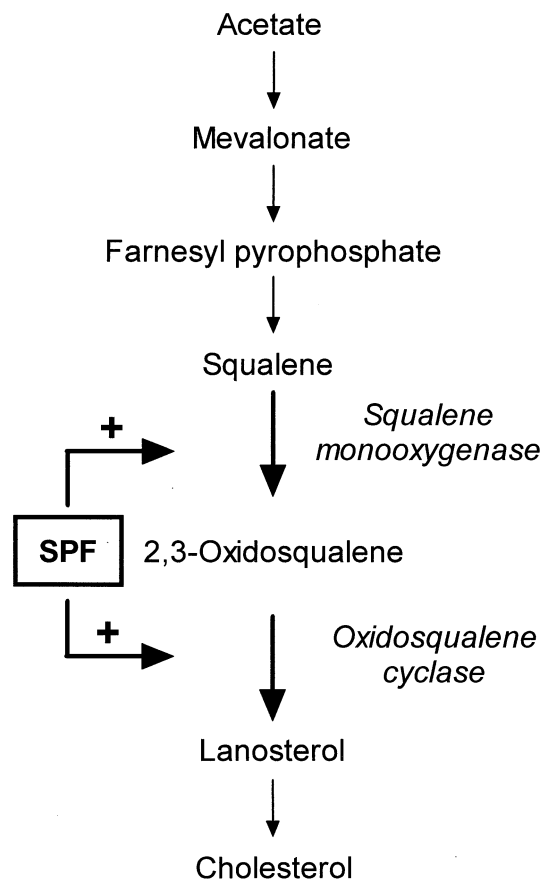 Acetate
Mevalonate
Farnesyl pyrophosphate
Squalene
+
Squalene
monooxygenase
SPF
2,3-Oxidosqualene
+
Oxidosqualene
cyclase
Lanosterol
Cholesterol